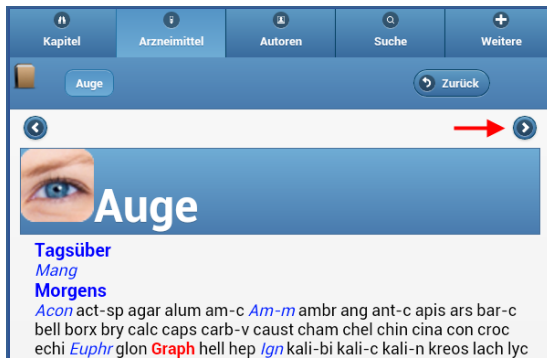 Kapitel Arzneimittel Autoren Suche Weitere
Auge Zurück
Auge
Tagsüber
Mang
Morgens
Acon act-sp agar alum am-c Am-m ambr ang ant-c apis ars bar-c
bell borx bry calc caps carb-v caust cham chel chin cina con croc
echi Euphr glon Graph hell hep Ign kali-bi kali-c kali-n kreos lach lyc